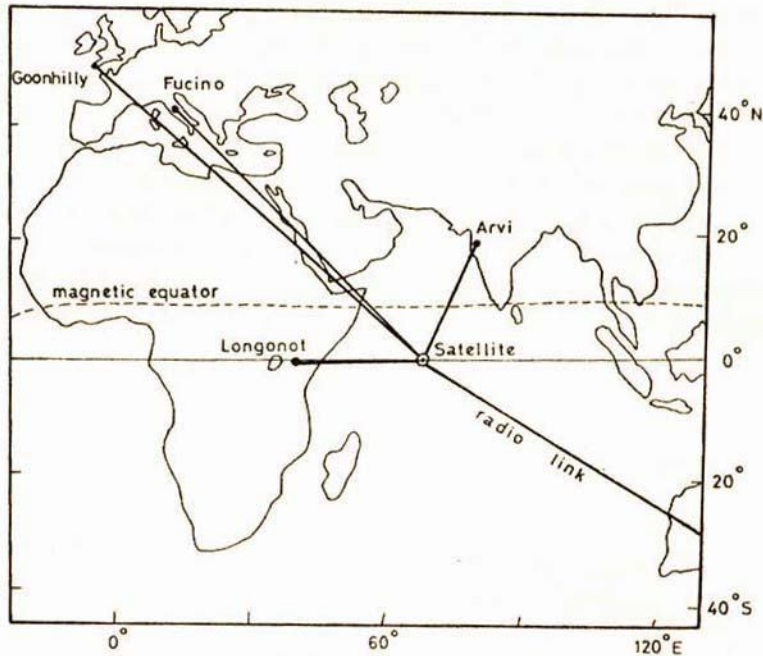 Goonhilly
Fucino
40°N
Arvi
20°
magnetic equator
Longonot
Satellite
0°
radio link
20°
40°S
0°
60°
120°E